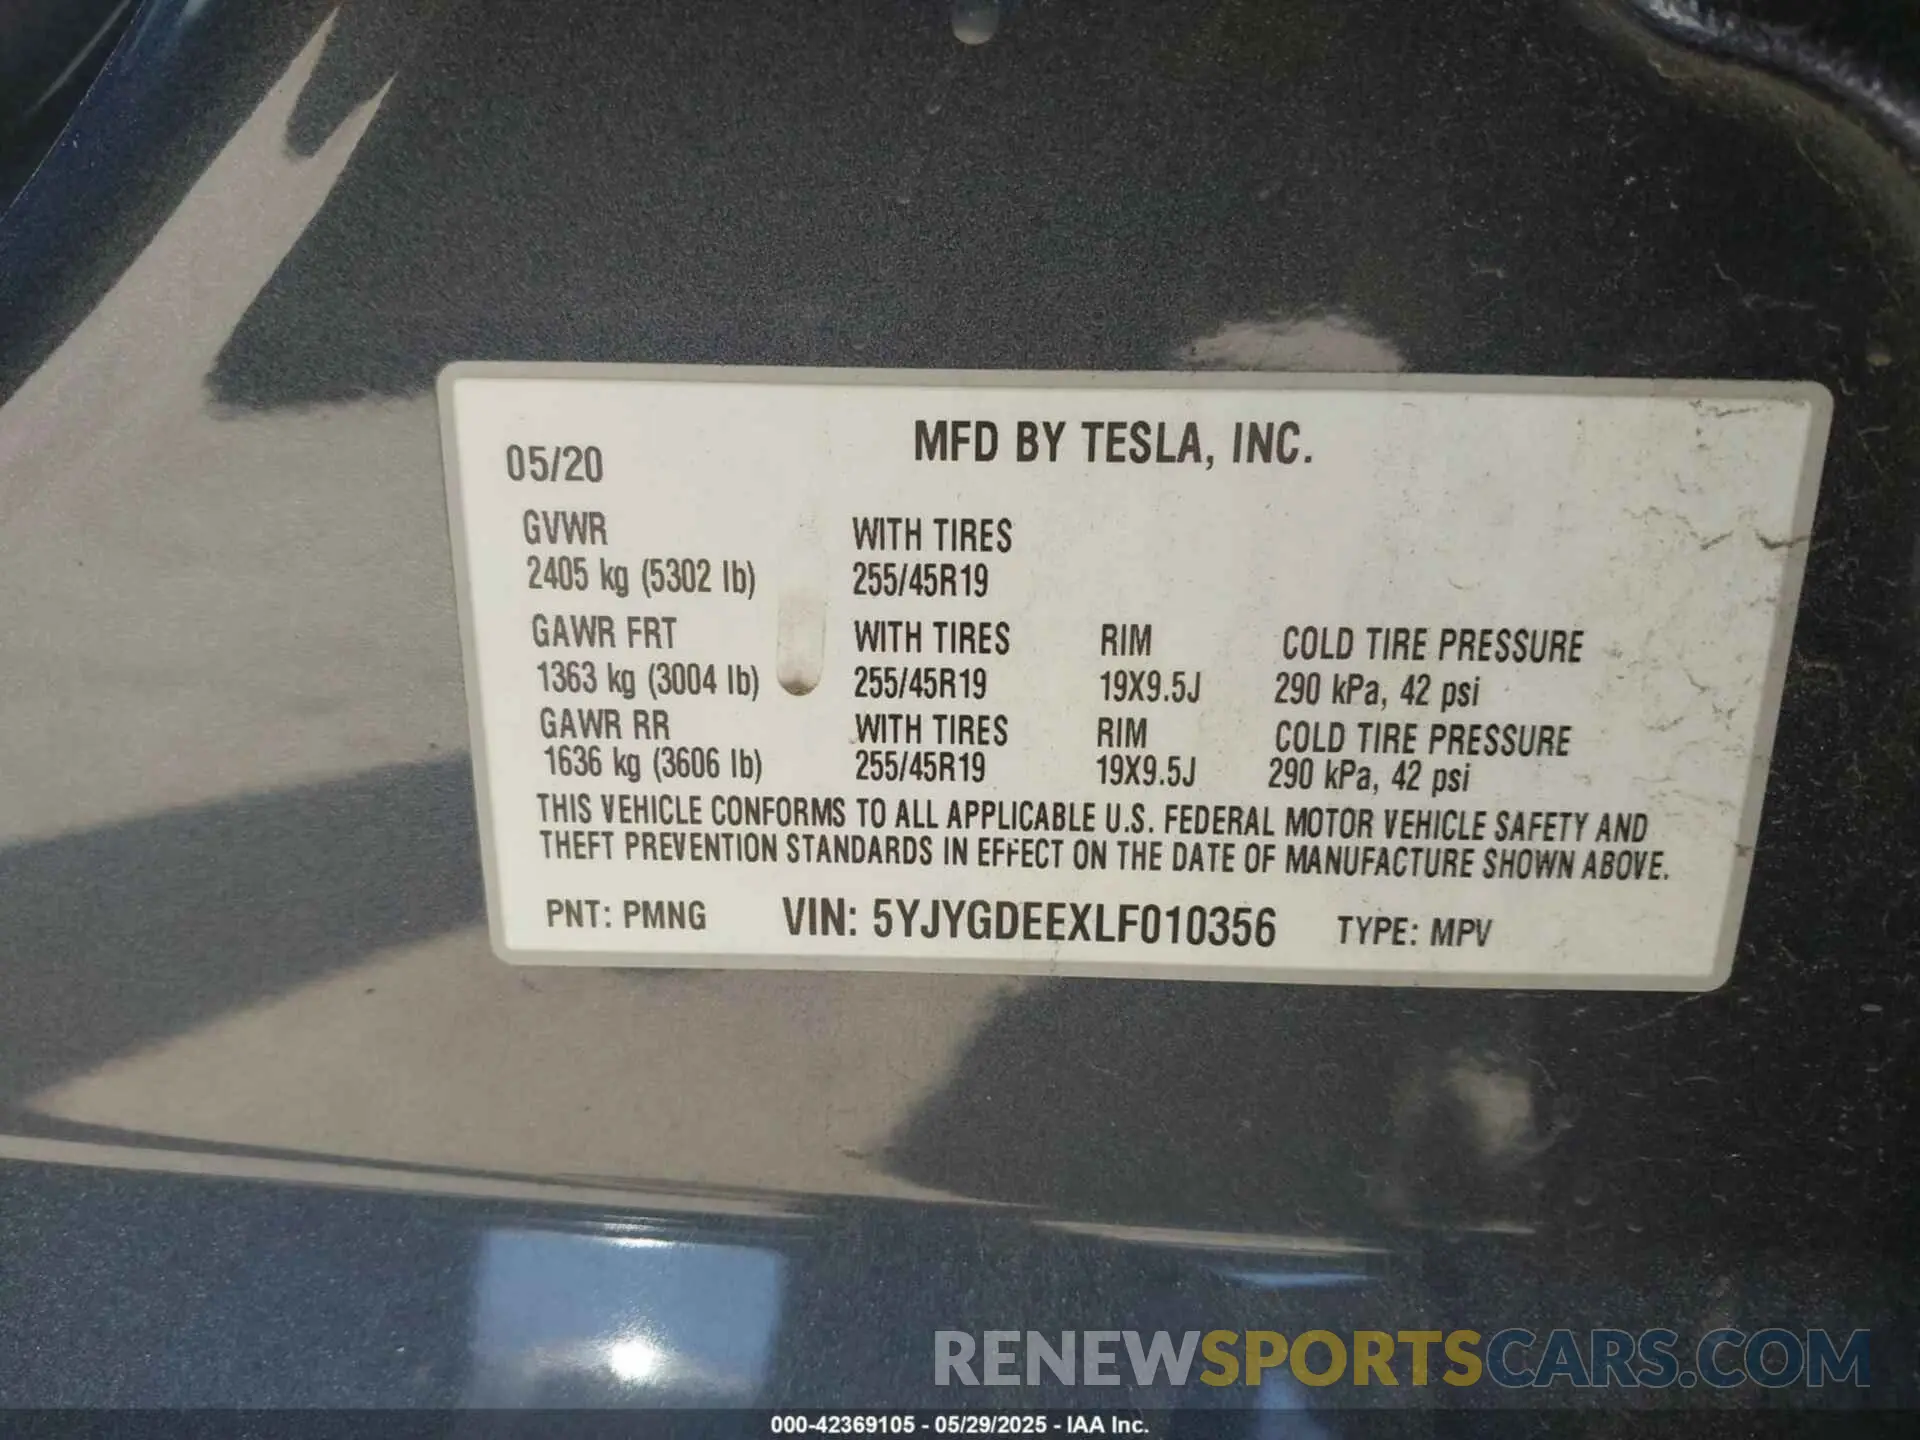 MFD BY TESLA, INC.
05/20
GVWR WITH TIRES
2405 kg (5302 lb) 255/45R19
GAWR FRT WITH TIRES RIM COLD TIRE PRESSURE
1363 kg (3004 lb) 255/45R19 19X9.5J 290 kPa, 42 psi
GAWR RR WITH TIRES RIM COLD TIRE PRESSURE
1636 kg (3606 lb) 255/45R19 19X9.5J 290 kPa, 42 psi
THIS VEHICLE CONFORMS TO ALL APPLICABLE U.S. FEDERAL MOTOR VEHICLE SAFETY AND
THEFT PREVENTION STANDARDS IN EFFECT ON THE DATE OF MANUFACTURE SHOWN ABOVE.
PNT: PMNG VIN: 5YJYGDEEXLF010356 TYPE: MPV
RENEWSPORTSCARS.COM
000-42369105 - 05/29/2025 - IAA Inc.